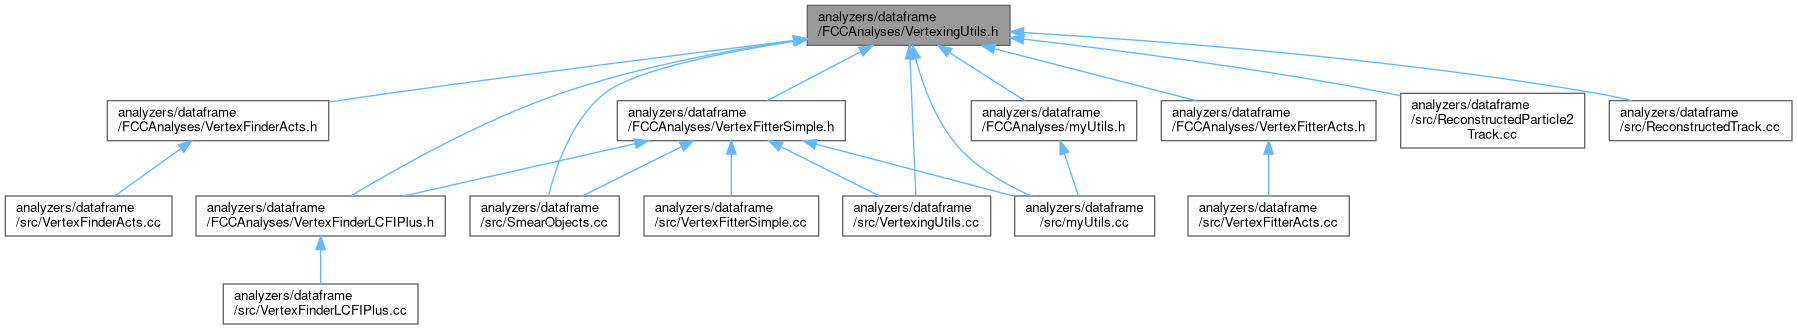 analyzers/dataframe
/FCCAnalyses/VertexingUtils.h
analyzers/dataframe
/FCCAnalyses/VertexFinderActs.h
analyzers/dataframe
/FCCAnalyses/VertexFitterSimple.h
analyzers/dataframe
/FCCAnalyses/myUtils.h
analyzers/dataframe
/FCCAnalyses/VertexFitterActs.h
analyzers/dataframe
/src/ReconstructedParticle2
Track.cc
analyzers/dataframe
/src/ReconstructedTrack.cc
analyzers/dataframe
/src/VertexFinderActs.cc
analyzers/dataframe
/FCCAnalyses/VertexFinderLCFIPlus.h
analyzers/dataframe
/src/SmearObjects.cc
analyzers/dataframe
/src/VertexFitterSimple.cc
analyzers/dataframe
/src/VertexingUtils.cc
analyzers/dataframe
/src/myUtils.cc
analyzers/dataframe
/src/VertexFitterActs.cc
analyzers/dataframe
/src/VertexFinderLCFIPlus.cc